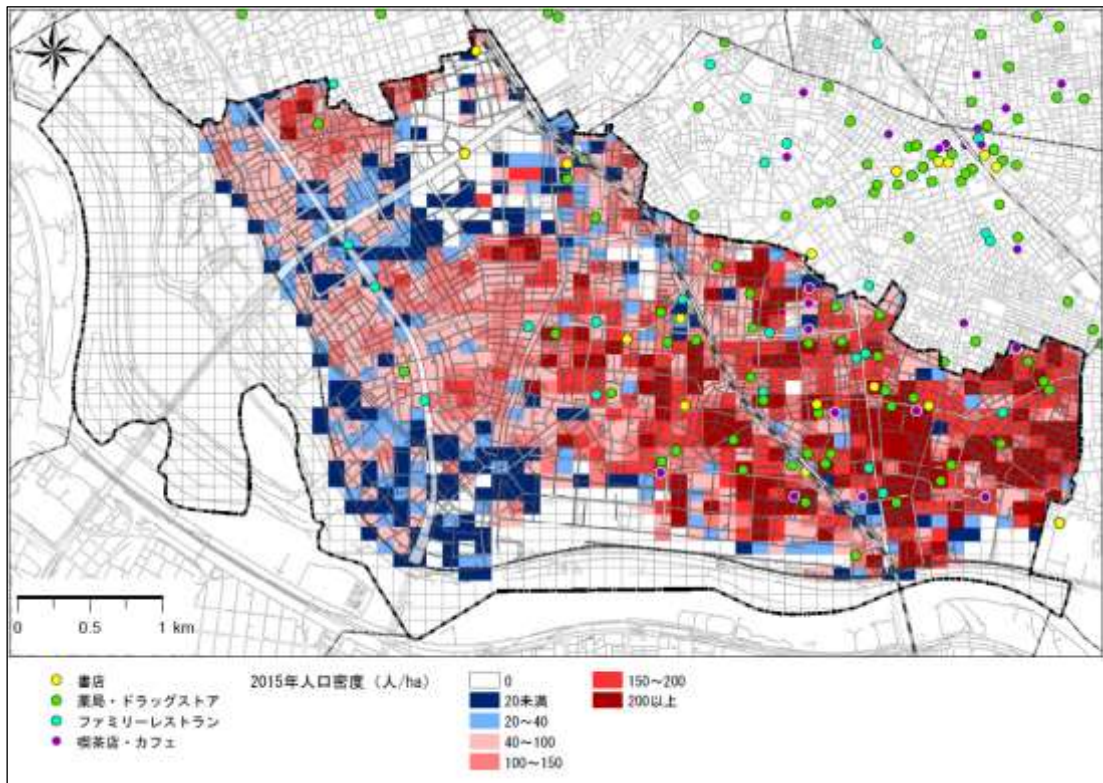 0 0.5 1 km
書店
薬局・ドラッグストア
ファミリーレストラン
喫茶店・カフェ
2015年人口密度（人/ha）
0
20未満
20～40
40～100
100～150
150～200
200以上